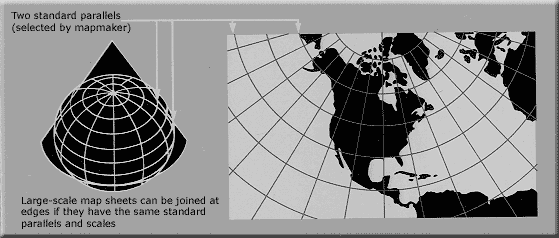 Two standard parallels
(selected by mapmaker)
Large-scale map sheets can be joined at
edges if they have the same standard
parallels and scales